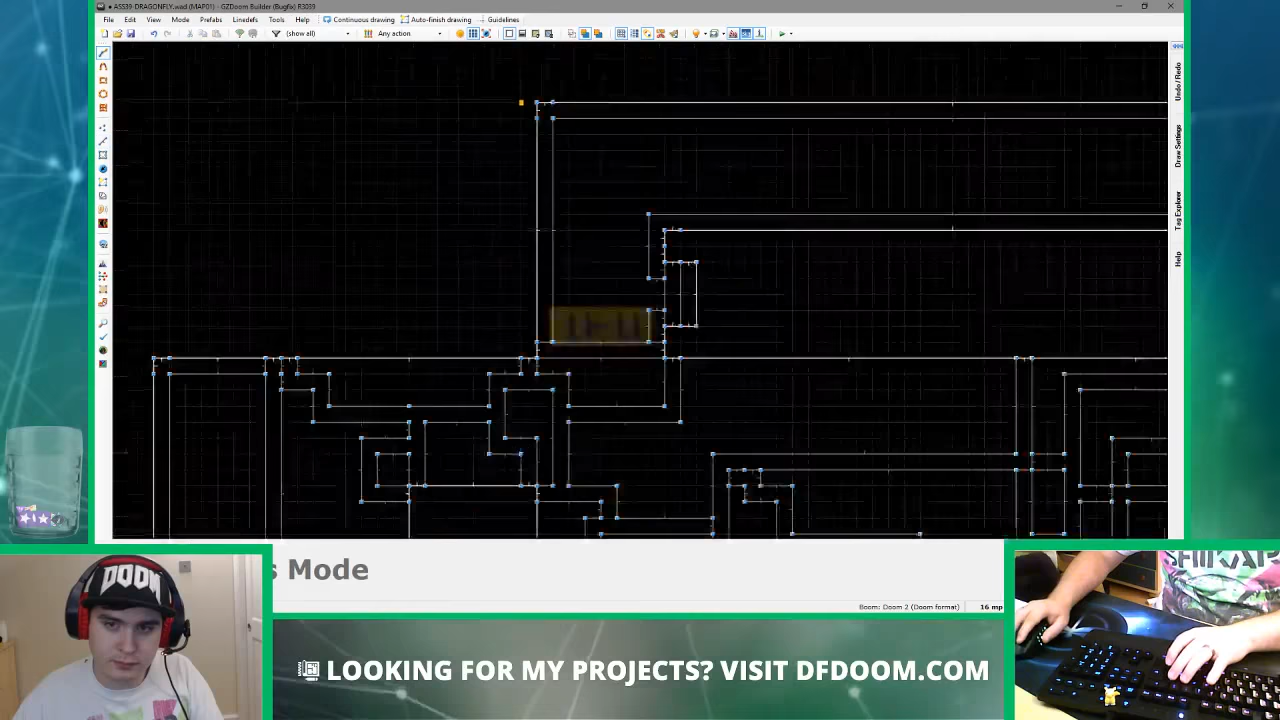 ASS39-DRAGONFLY.wad (MAP01) - GZDoom Builder (Bugfix) R3039
File Edit View Mode Prefabs Linedefs Tools Help Continuous drawing Auto-finish drawing Guidelines
(show all) Any action
Undo / Redo
Draw Settings
Tag Explorer
Help
s Mode
Boom: Doom 2 (Doom format) 16 mp
DOOM
LOOKING FOR MY PROJECTS? VISIT DFDOOM.COM